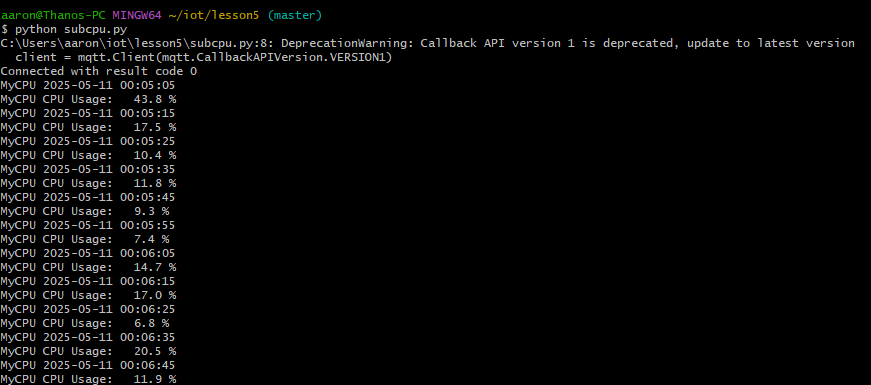 aaron@Thanos-PC MINGW64 ~/iot/lesson5 (master)
$ python subcpu.py
C:\Users\aaron\iot\lesson5\subcpu.py:8: DeprecationWarning: Callback API version 1 is deprecated, update to latest version
  client = mqtt.Client(mqtt.CallbackAPIVersion.VERSION1)
Connected with result code 0
MyCPU 2025-05-11 00:05:05
MyCPU CPU Usage:   43.8 %
MyCPU 2025-05-11 00:05:15
MyCPU CPU Usage:   17.5 %
MyCPU 2025-05-11 00:05:25
MyCPU CPU Usage:   10.4 %
MyCPU 2025-05-11 00:05:35
MyCPU CPU Usage:   11.8 %
MyCPU 2025-05-11 00:05:45
MyCPU CPU Usage:   9.3 %
MyCPU 2025-05-11 00:05:55
MyCPU CPU Usage:   7.4 %
MyCPU 2025-05-11 00:06:05
MyCPU CPU Usage:   14.7 %
MyCPU 2025-05-11 00:06:15
MyCPU CPU Usage:   17.0 %
MyCPU 2025-05-11 00:06:25
MyCPU CPU Usage:   6.8 %
MyCPU 2025-05-11 00:06:35
MyCPU CPU Usage:   20.5 %
MyCPU 2025-05-11 00:06:45
MyCPU CPU Usage:   11.9 %